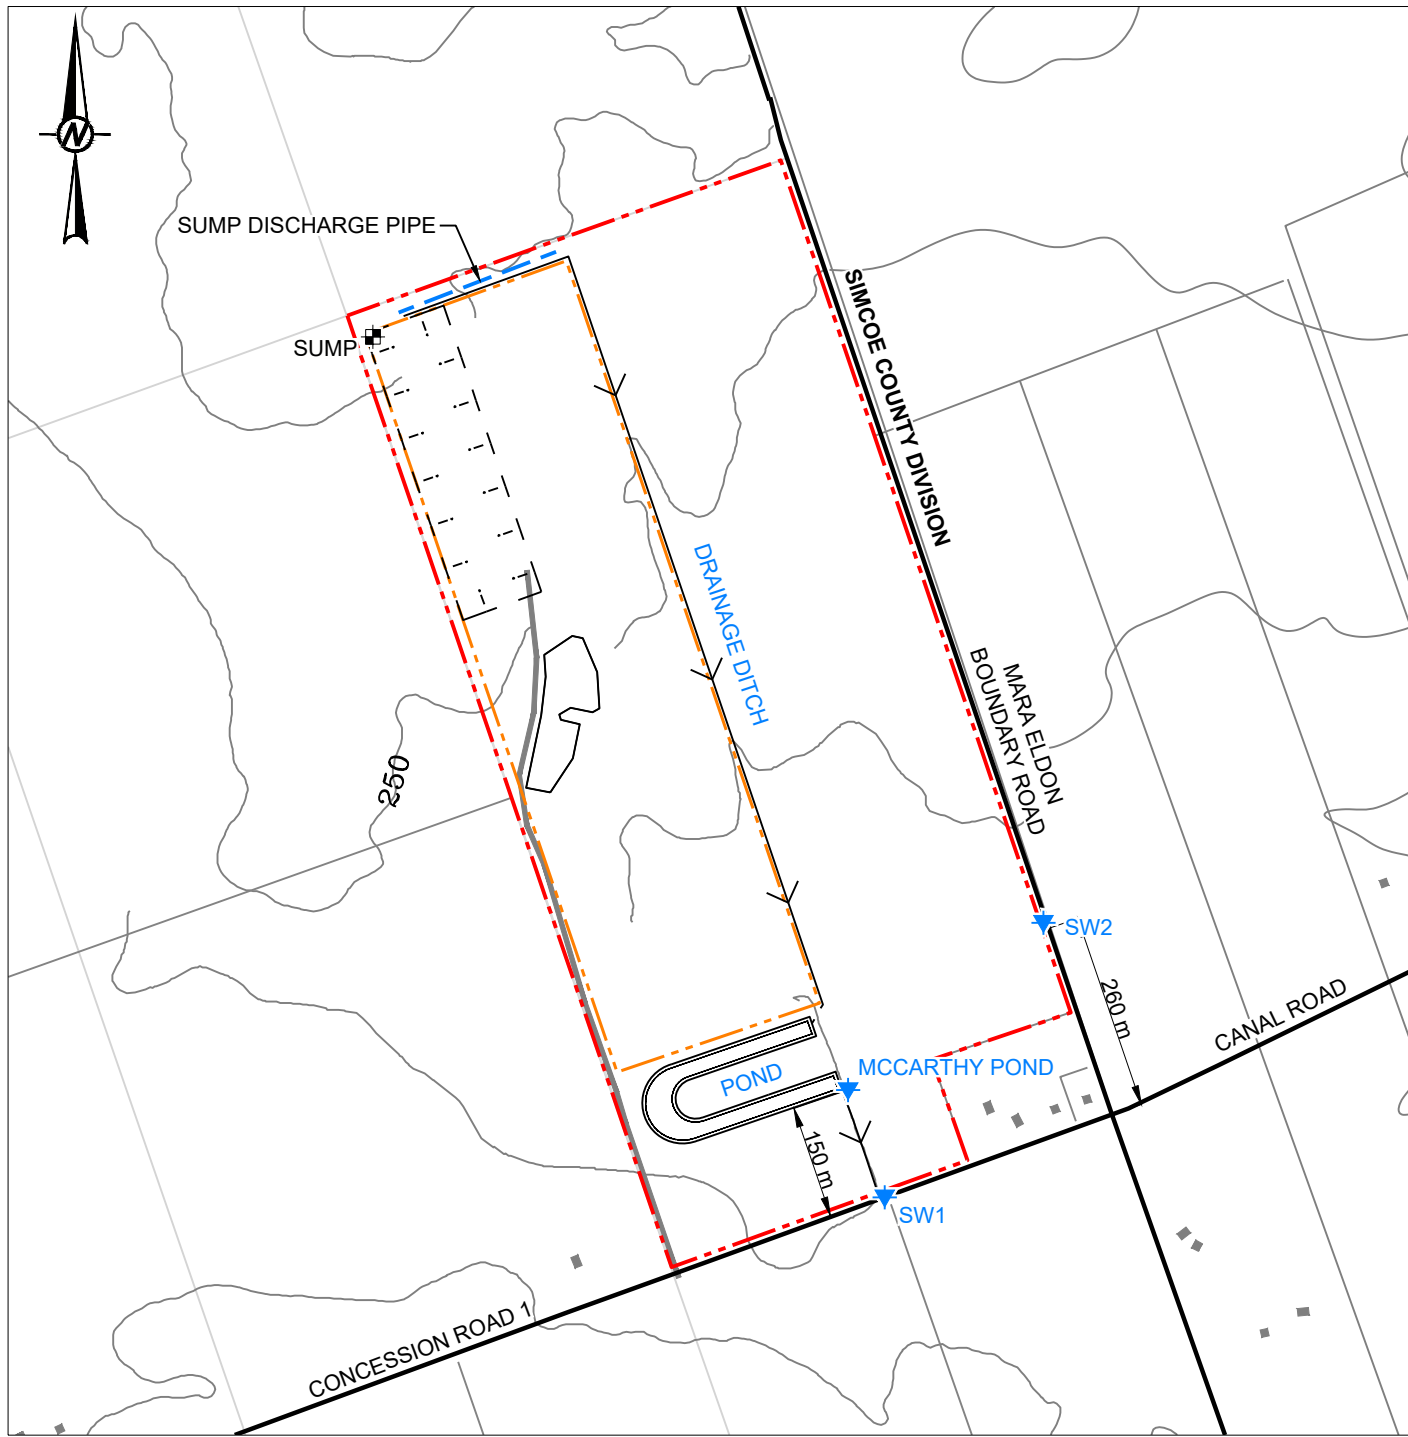 N
SUMP DISCHARGE PIPE
SUMP
SIMCOE COUNTY DIVISION
DRAINAGE DITCH
MARA ELDON
BOUNDARY ROAD
250
SW2
260 m
CANAL ROAD
MCCARTHY POND
POND
150 m
SW1
CONCESSION ROAD 1